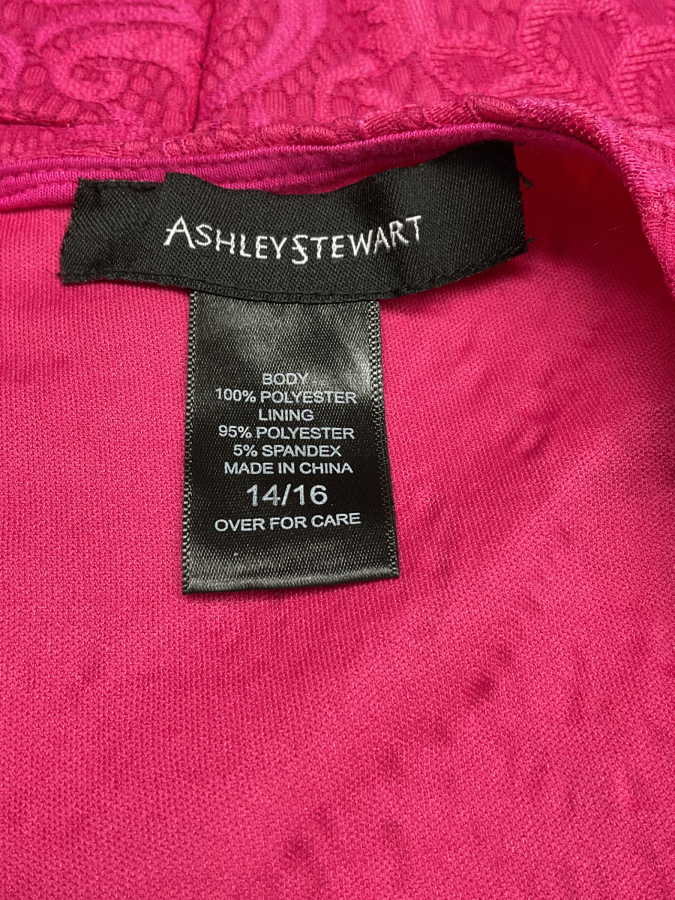 ASHLEY STEWART
BODY
100% POLYESTER
LINING
95% POLYESTER
5% SPANDEX
MADE IN CHINA
14/16
OVER FOR CARE